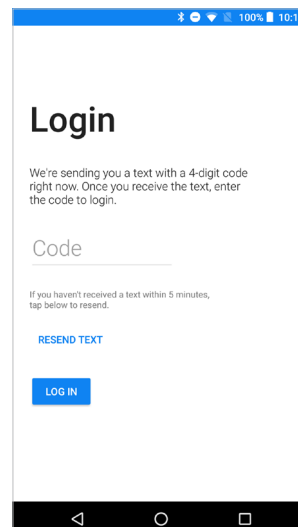 100% 10:1
Login
We're sending you a text with a 4-digit code
right now. Once you receive the text, enter
the code to login.
Code
If you haven't received a text within 5 minutes,
tap below to resend.
RESEND TEXT
LOG IN